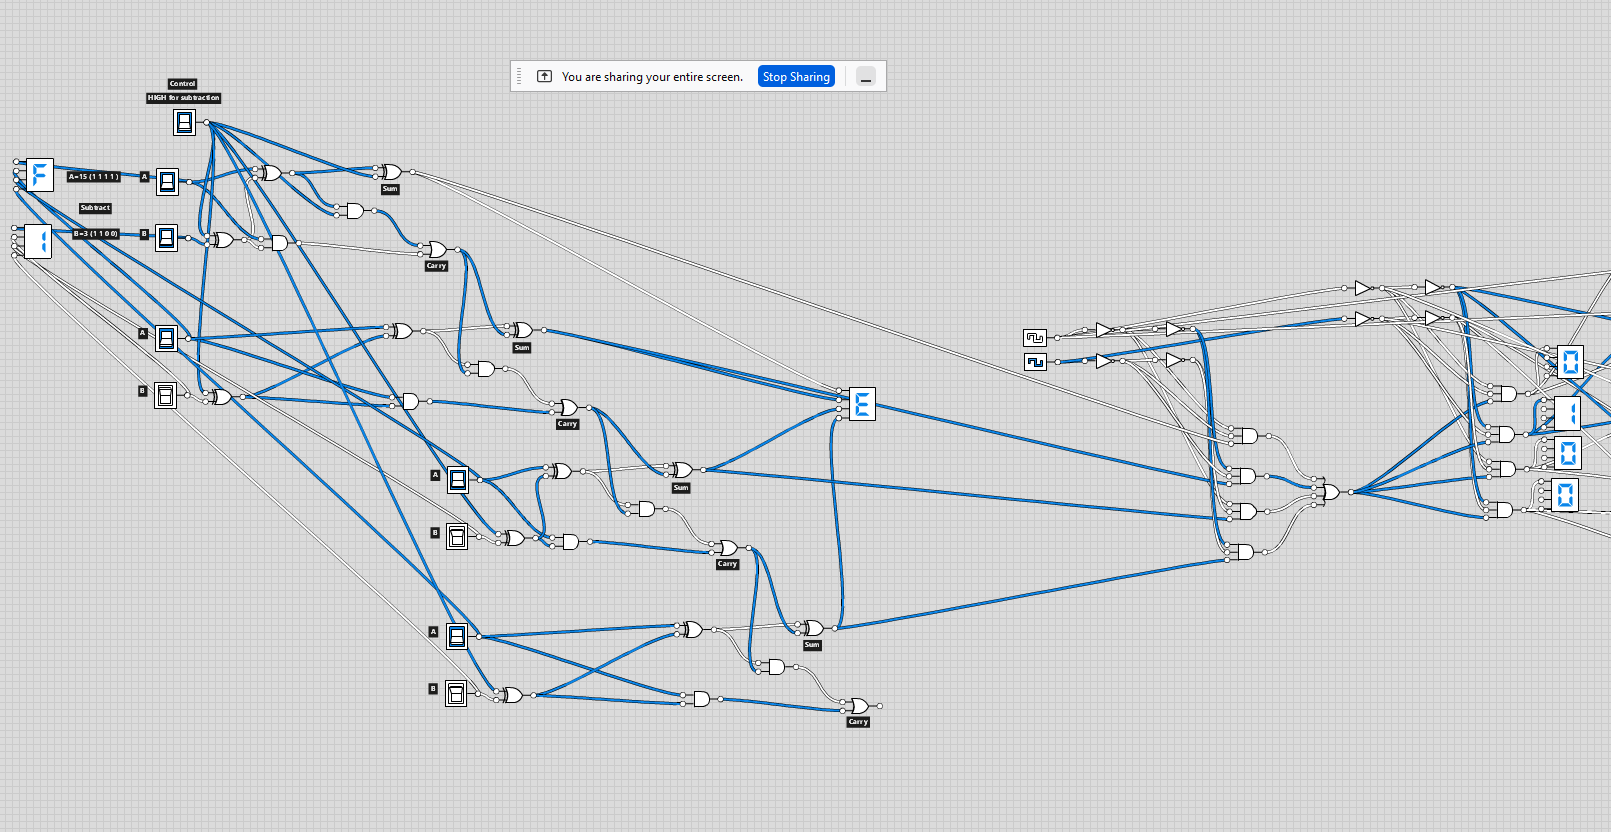 You are sharing your entire screen. Stop Sharing
Control
HIGH for subtraction
F
A=15 (1 1 1 1)
A
Sum
Subtract
1
B=3 (1 1 0 0)
B
Carry
A
Sum
B
E
Carry
A
Sum
B
Carry
A
Sum
B
Carry
0
1
0
0